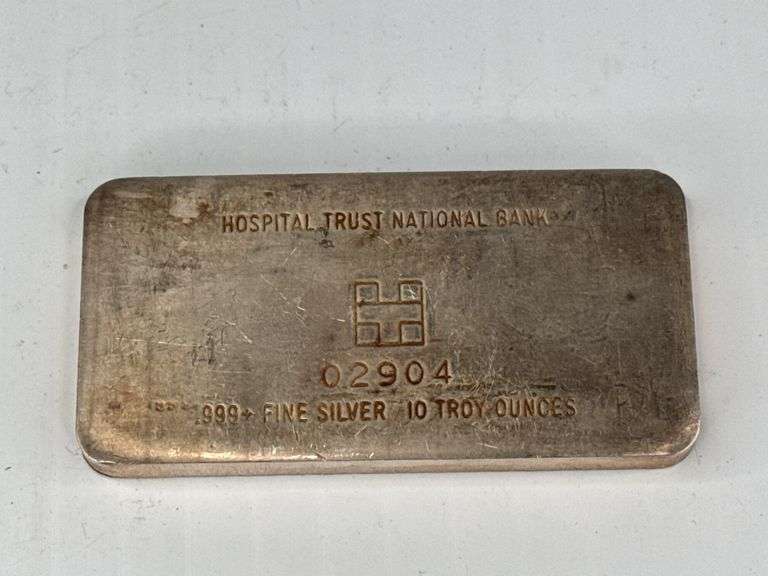 HOSPITAL TRUST NATIONAL BANK
02904
.999+ FINE SILVER 10 TROY OUNCES